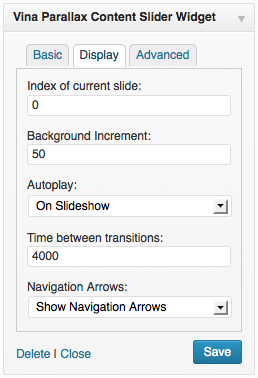 Vina Parallax Content Slider Widget
Basic Display Advanced
Index of current slide:
0
Background Increment:
50
Autoplay:
On Slideshow
Time between transitions:
4000
Navigation Arrows:
Show Navigation Arrows
Delete | Close Save